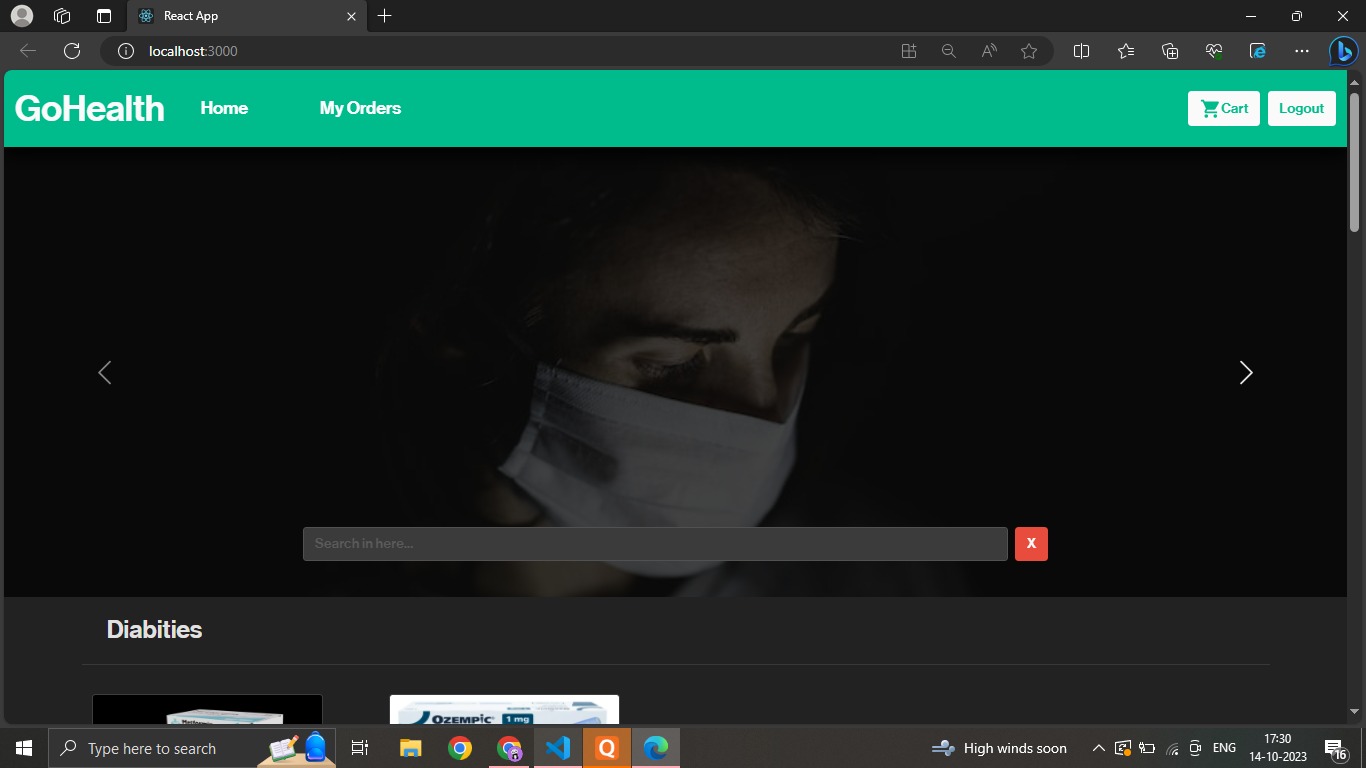 React App
localhost:3000
GoHealth
Home
My Orders
Cart
Logout
Search in here...
X
Diabities
Metformin
OZEMPIC 1 mg
Type here to search
High winds soon
ENG
17:30
14-10-2023
16